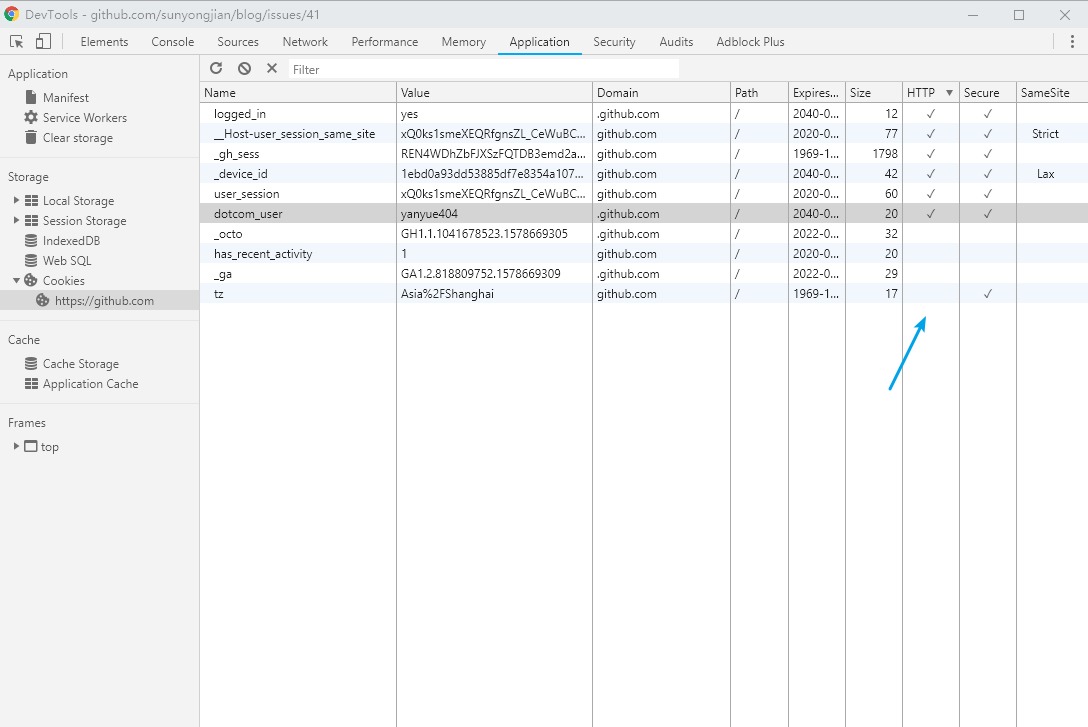 DevTools - github.com/sunyongjian/blog/issues/41
Elements Console Sources Network Performance Memory Application Security Audits Adblock Plus
Application
Manifest
Service Workers
Clear storage
Storage
Local Storage
Session Storage
IndexedDB
Web SQL
Cookies
https://github.com
Cache
Cache Storage
Application Cache
Frames
top
Filter
Name Value Domain Path Expires... Size HTTP ▼ Secure SameSite
logged_in yes .github.com / 2040-0... 12 ✓ ✓
__Host-user_session_same_site xQ0ks1smeXEQRfgnsZL_CeWuBC... github.com / 2020-0... 77 ✓ ✓ Strict
_gh_sess REN4WDhZbFJXSzFQTDB3emd2a... github.com / 1969-1... 1798 ✓ ✓
_device_id 1ebd0a93dd53885df7e8354a107... github.com / 2040-0... 42 ✓ ✓ Lax
user_session xQ0ks1smeXEQRfgnsZL_CeWuBC... github.com / 2020-0... 60 ✓ ✓
dotcom_user yanyue404 .github.com / 2040-0... 20 ✓ ✓
_octo GH1.1.1041678523.1578669305 .github.com / 2022-0... 32
has_recent_activity 1 github.com / 2020-0... 20
_ga GA1.2.818809752.1578669309 .github.com / 2022-0... 29
tz Asia%2FShanghai github.com / 1969-1... 17 ✓